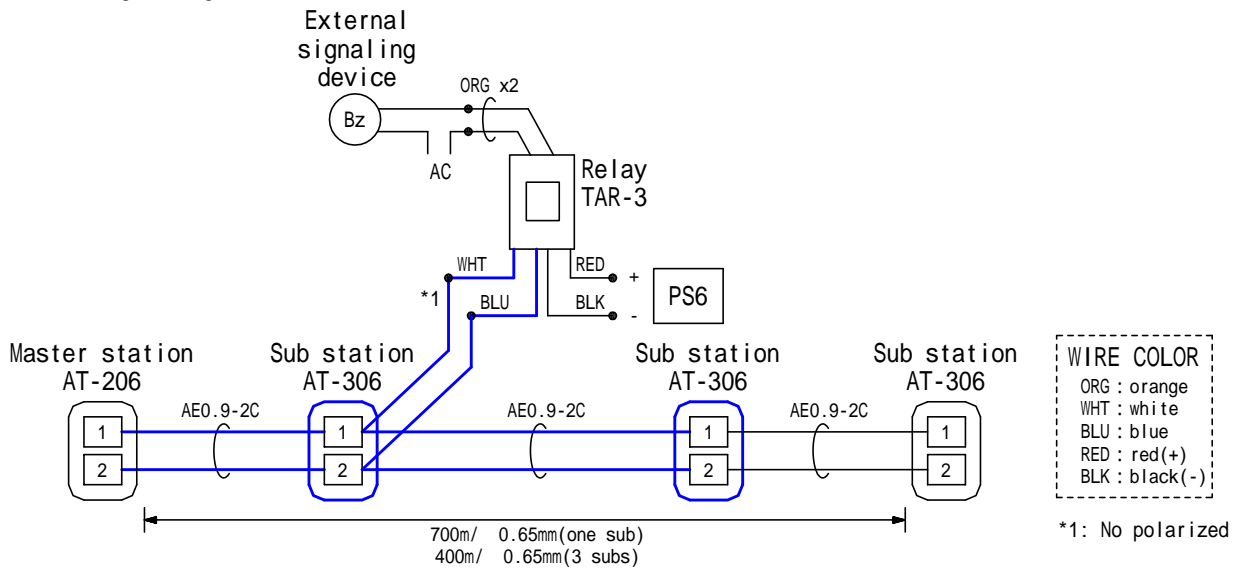 External
signaling
device
ORG x2
Bz
AC
Relay
TAR-3
WHT
RED
+
*1
BLU
BLK
-
PS6
Master station
AT-206
Sub station
AT-306
Sub station
AT-306
Sub station
AT-306
AE0.9-2C
AE0.9-2C
AE0.9-2C
1
1
1
1
2
2
2
2
700m/ 0.65mm(one sub)
400m/ 0.65mm(3 subs)
WIRE COLOR
ORG : orange
WHT : white
BLU : blue
RED : red(+)
BLK : black(-)
*1: No polarized